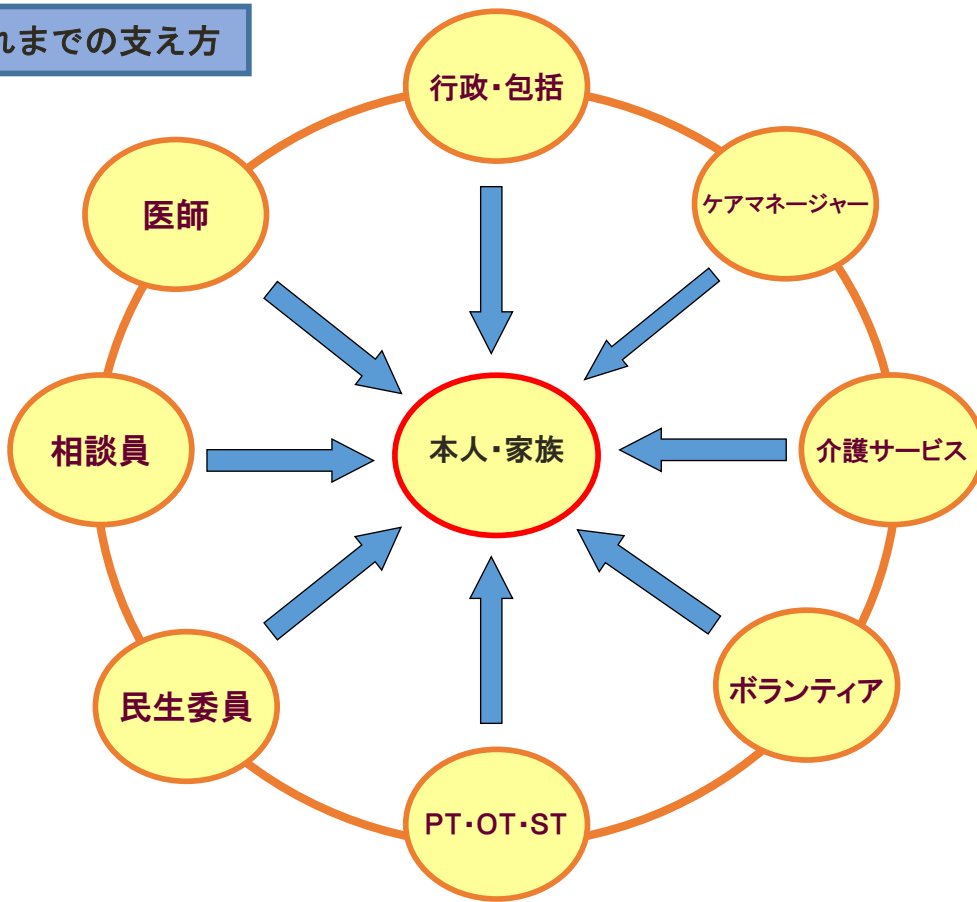 れまでの支え方
行政・包括
医師
ケアマネージャー
相談員
本人・家族
介護サービス
民生委員
ボランティア
PT・OT・ST